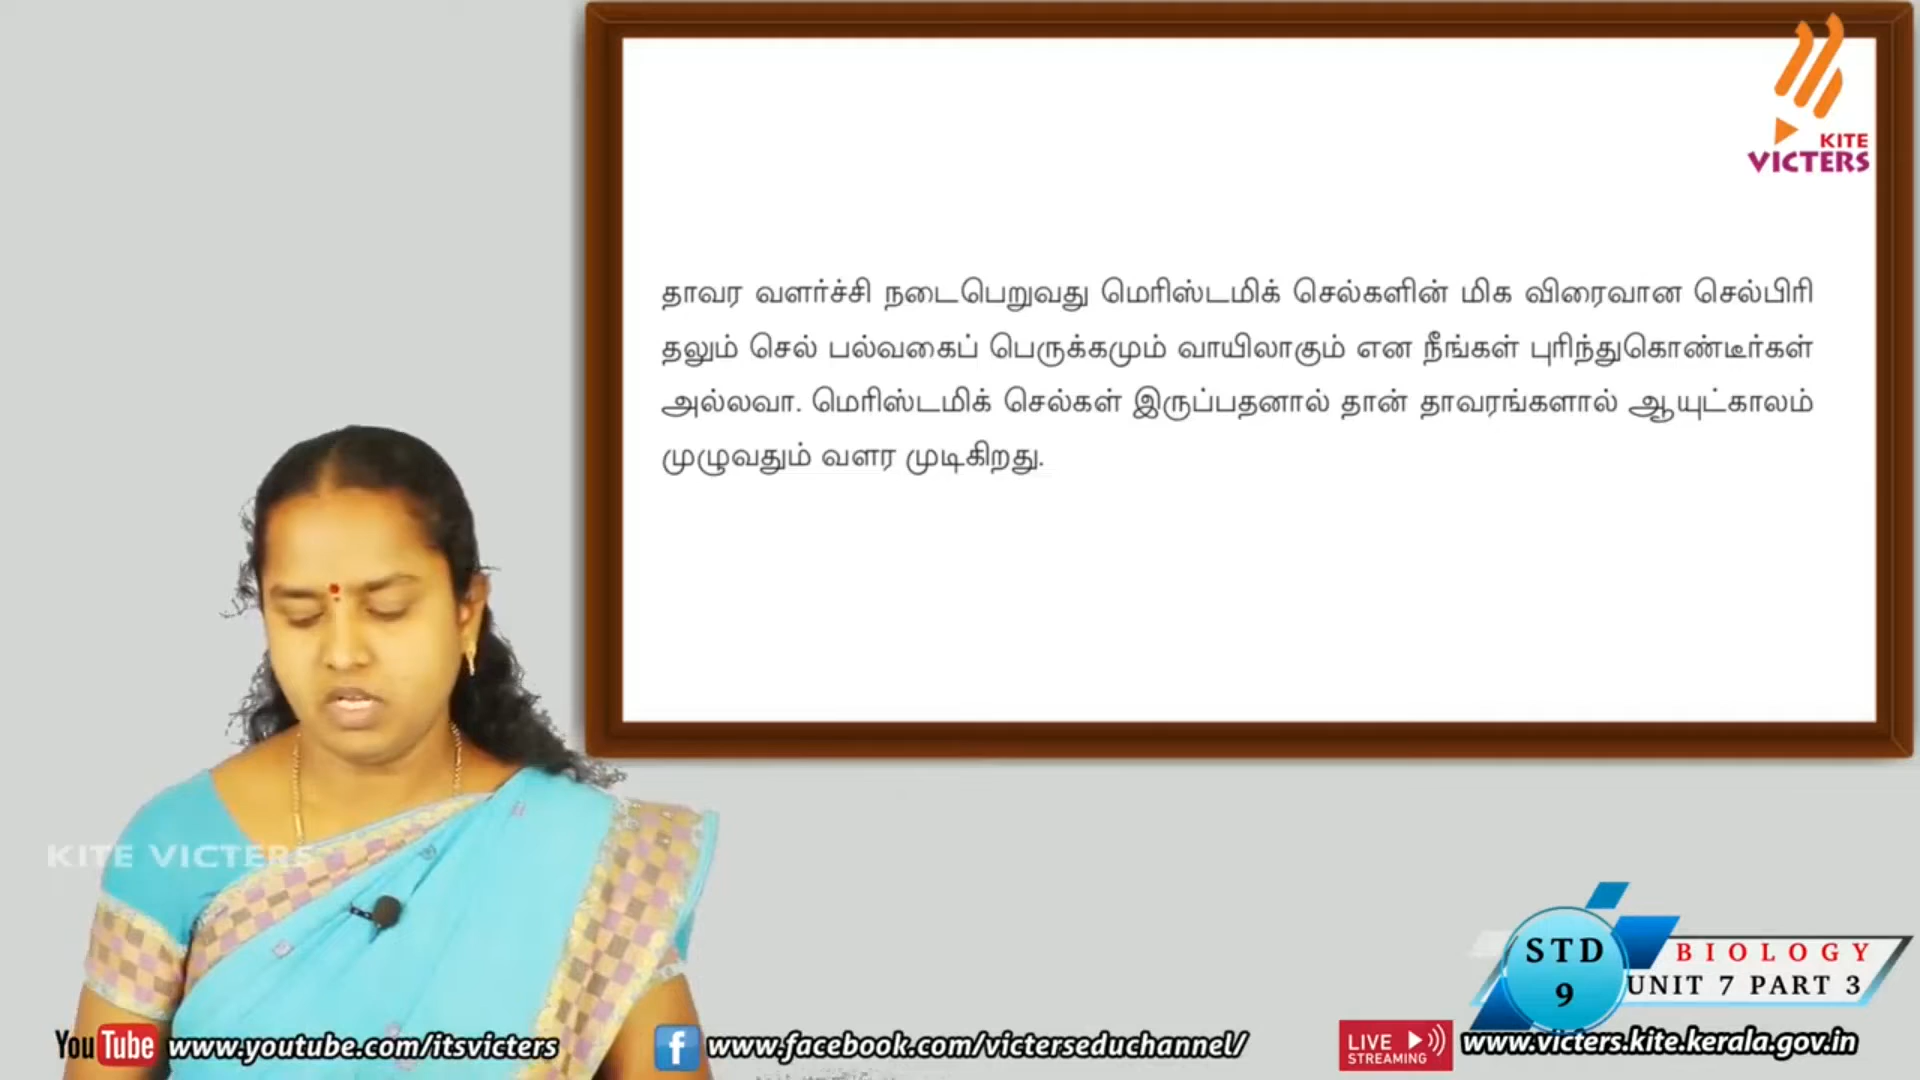 KITE
VICTERS
தாவர வளர்ச்சி நடைபெறுவது மெரிஸ்டமிக் செல்களின் மிக விரைவான செல்பிரி
தலும் செல் பல்வகைப் பெருக்கமும் வாயிலாகும் என நீங்கள் புரிந்துகொண்டீர்கள்
அல்லவா. மெரிஸ்டமிக் செல்கள் இருப்பதனால் தான் தாவரங்களால் ஆயுட்காலம்
முழுவதும் வளர முடிகிறது.
KITE VICTERS
STD
9
BIOLOGY
UNIT 7 PART 3
YouTube www.youtube.com/itsvicters
f www.facebook.com/victerseduchannel/
LIVE
STREAMING
www.victers.kite.kerala.gov.in